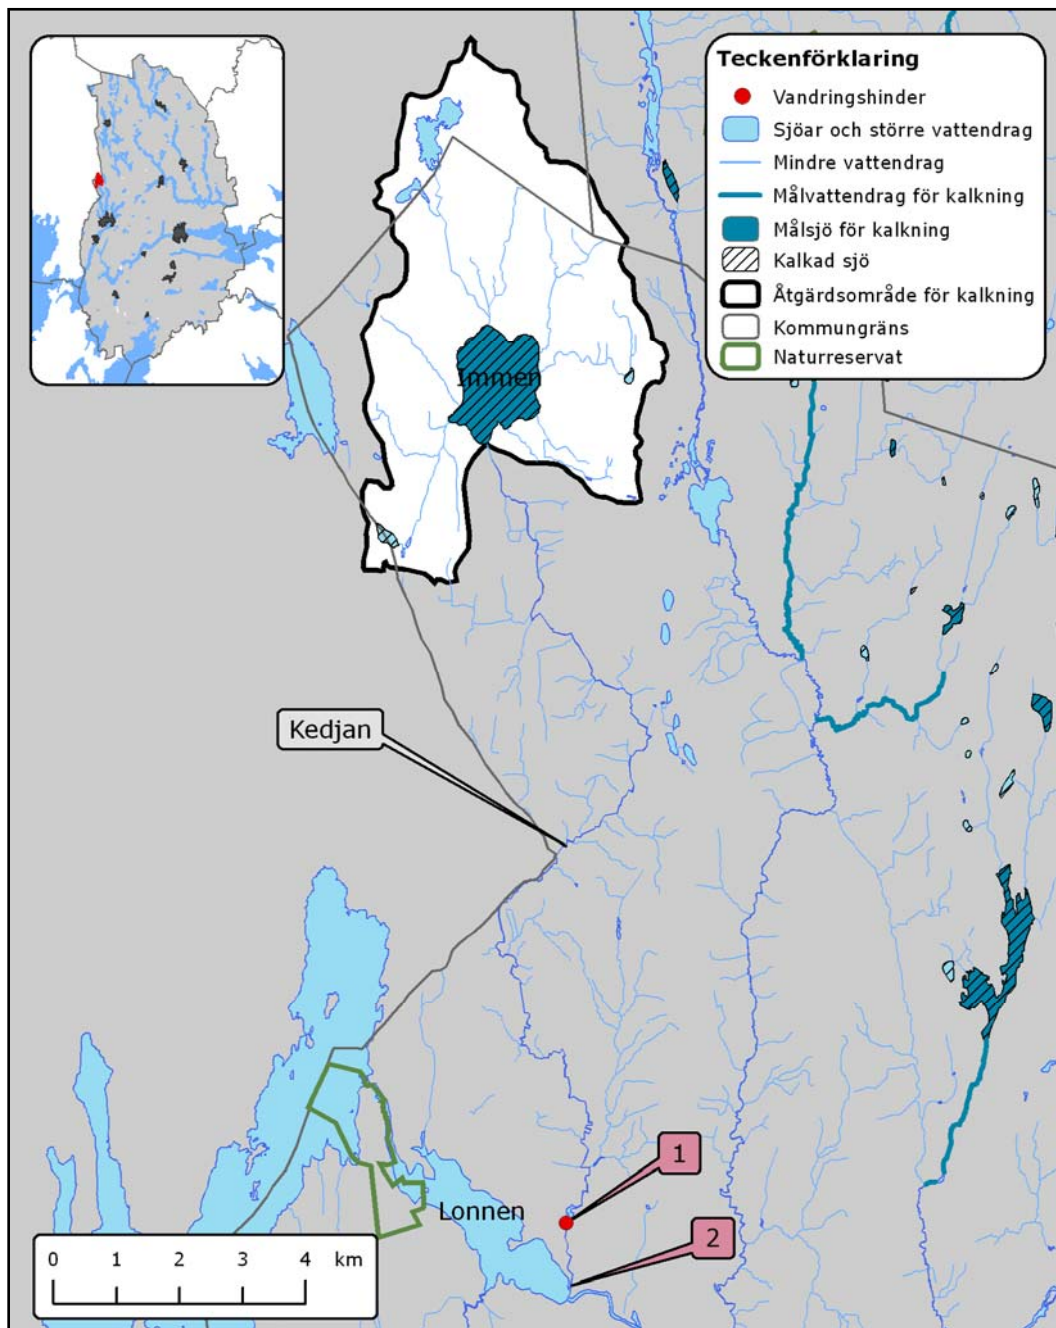 Teckenförklaring
Vandringshinder
Sjöar och större vattendrag
Mindre vattendrag
Målvattendrag för kalkning
Målsjö för kalkning
Kalkad sjö
Åtgärdsområde för kalkning
Kommungräns
Naturreservat
Immen
Kedjan
1
Lonnen
2
0 1 2 3 4 km